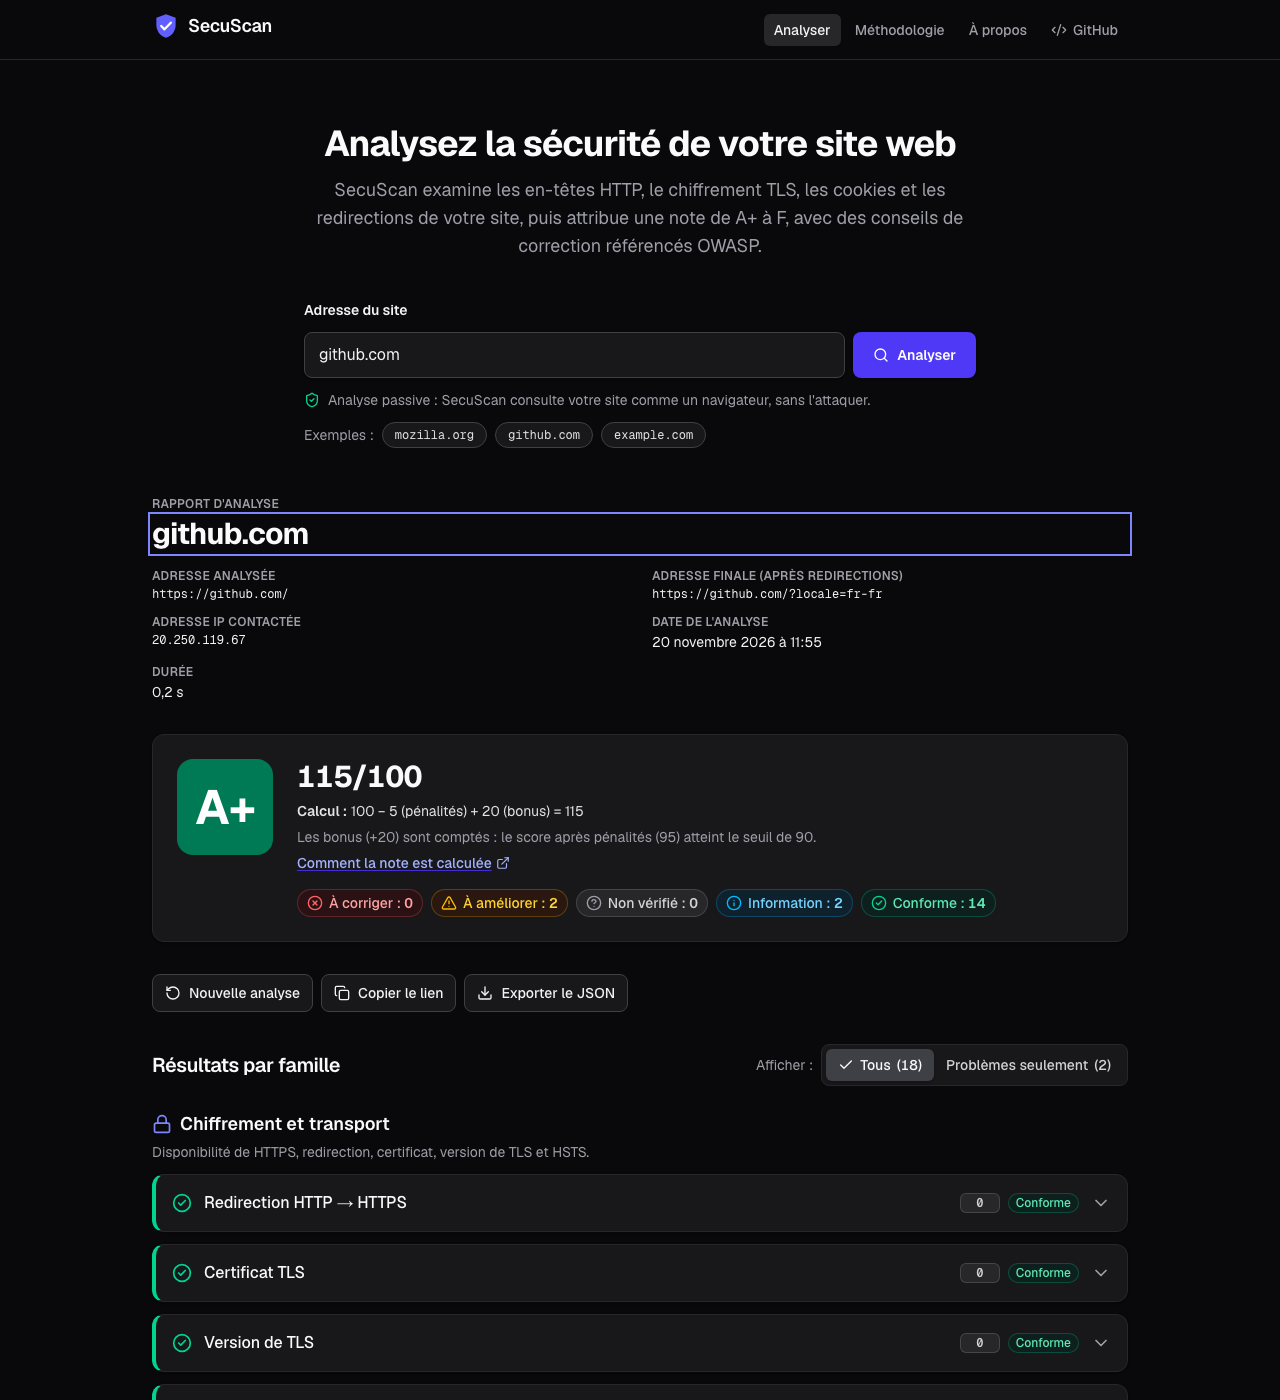 SecuScan
Analyser
Méthodologie
À propos
GitHub
Analysez la sécurité de votre site web
SecuScan examine les en-têtes HTTP, le chiffrement TLS, les cookies et les
redirections de votre site, puis attribue une note de A+ à F, avec des conseils de
correction référencés OWASP.
Adresse du site
github.com
Analyser
Analyse passive : SecuScan consulte votre site comme un navigateur, sans l'attaquer.
Exemples :
mozilla.org
github.com
example.com
RAPPORT D'ANALYSE
github.com
ADRESSE ANALYSÉE
https://github.com/
ADRESSE FINALE (APRÈS REDIRECTIONS)
https://github.com/?locale=fr-fr
ADRESSE IP CONTACTÉE
20.250.119.67
DATE DE L'ANALYSE
20 novembre 2026 à 11:55
DURÉE
0,2 s
A+
115/100
Calcul : 100 − 5 (pénalités) + 20 (bonus) = 115
Les bonus (+20) sont comptés : le score après pénalités (95) atteint le seuil de 90.
Comment la note est calculée
À corriger : 0
À améliorer : 2
Non vérifié : 0
Information : 2
Conforme : 14
Nouvelle analyse
Copier le lien
Exporter le JSON
Résultats par famille
Afficher :
Tous (18)
Problèmes seulement (2)
Chiffrement et transport
Disponibilité de HTTPS, redirection, certificat, version de TLS et HSTS.
Redirection HTTP → HTTPS
0
Conforme
Certificat TLS
0
Conforme
Version de TLS
0
Conforme